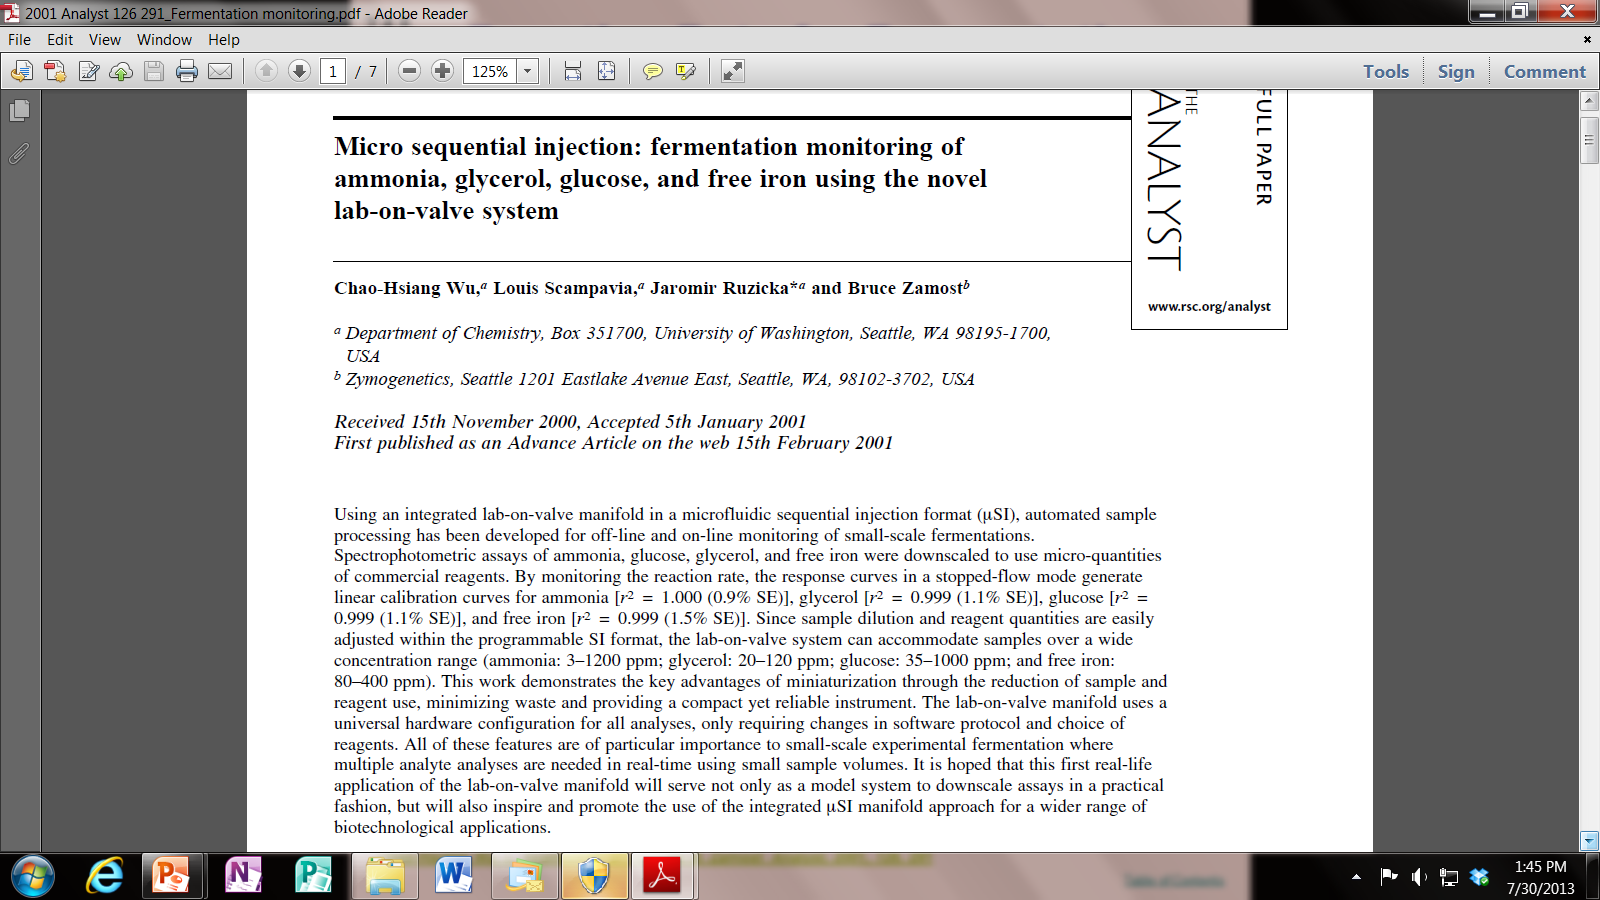 2001 Analyst 126 291_Fermentation monitoring.pdf - Adobe Reader
File Edit View Window Help
1 / 7 125% Tools Sign Comment
Micro sequential injection: fermentation monitoring of
ammonia, glycerol, glucose, and free iron using the novel
lab-on-valve system
THE
ANALYST
FULL PAPER
www.rsc.org/analyst
Chao-Hsiang Wu,a Louis Scampavia,a Jaromir Ruzicka*a and Bruce Zamostb
a Department of Chemistry, Box 351700, University of Washington, Seattle, WA 98195-1700,
USA
b Zymogenetics, Seattle 1201 Eastlake Avenue East, Seattle, WA, 98102-3702, USA
Received 15th November 2000, Accepted 5th January 2001
First published as an Advance Article on the web 15th February 2001
Using an integrated lab-on-valve manifold in a microfluidic sequential injection format (μSI), automated sample
processing has been developed for off-line and on-line monitoring of small-scale fermentations.
Spectrophotometric assays of ammonia, glucose, glycerol, and free iron were downscaled to use micro-quantities
of commercial reagents. By monitoring the reaction rate, the response curves in a stopped-flow mode generate
linear calibration curves for ammonia [r² = 1.000 (0.9% SE)], glycerol [r² = 0.999 (1.1% SE)], glucose [r² =
0.999 (1.1% SE)], and free iron [r² = 0.999 (1.5% SE)]. Since sample dilution and reagent quantities are easily
adjusted within the programmable SI format, the lab-on-valve system can accommodate samples over a wide
concentration range (ammonia: 3–1200 ppm; glycerol: 20–120 ppm; glucose: 35–1000 ppm; and free iron:
80–400 ppm). This work demonstrates the key advantages of miniaturization through the reduction of sample and
reagent use, minimizing waste and providing a compact yet reliable instrument. The lab-on-valve manifold uses a
universal hardware configuration for all analyses, only requiring changes in software protocol and choice of
reagents. All of these features are of particular importance to small-scale experimental fermentation where
multiple analyte analyses are needed in real-time using small sample volumes. It is hoped that this first real-life
application of the lab-on-valve manifold will serve not only as a model system to downscale assays in a practical
fashion, but will also inspire and promote the use of the integrated μSI manifold approach for a wider range of
biotechnological applications.
1:45 PM
7/30/2013